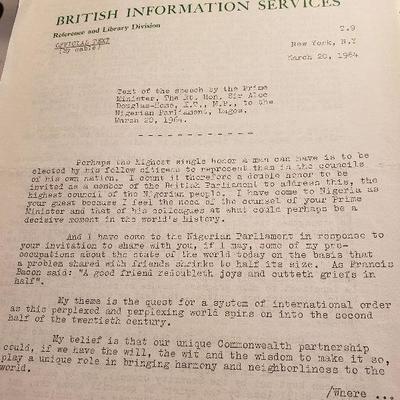 BRITISH INFORMATION SERVICES
Reference and Library Division
T.9
OFFICIAL TEXT
(By cable)
New York, N.Y
March 20, 1964
Text of the speech by the Prime
Minister, The Rt. Hon. Sir Alec
Douglas-Home, K.T., M.P., to the
Nigerian Parliament, Lagos.
March 20, 1964.
- - - - - - - - - - - -
Perhaps the highest single honor a man can have is to be
elected by his fellow citizens to represent them in the councils
of his own nation. I count it therefore a double honor to be
invited as a member of the British Parliament to address this, the
highest council of the Nigerian people. I have come to Nigeria as
your guest because I feel the need of the counsel of your Prime
Minister and that of his colleagues at what could perhaps be a
decisive moment in the world's history.
And I have come to the Nigerian Parliament in response to
your invitation to share with you, if I may, some of my pre-
occupations about the state of the world today on the basis that
a problem shared with friends shrinks to half its size. As Francis
Bacon said: "A good friend redoubleth joys and cutteth griefs in
half".
My theme is the quest for a system of international order
as this perplexed and perplexing world spins on into the second
half of the twentieth century.
My belief is that our unique Commonwealth partnership
could, if we have the will, the wit and the wisdom to make it so,
play a unique role in bringing harmony and neighborliness to the
world.
/Where ...